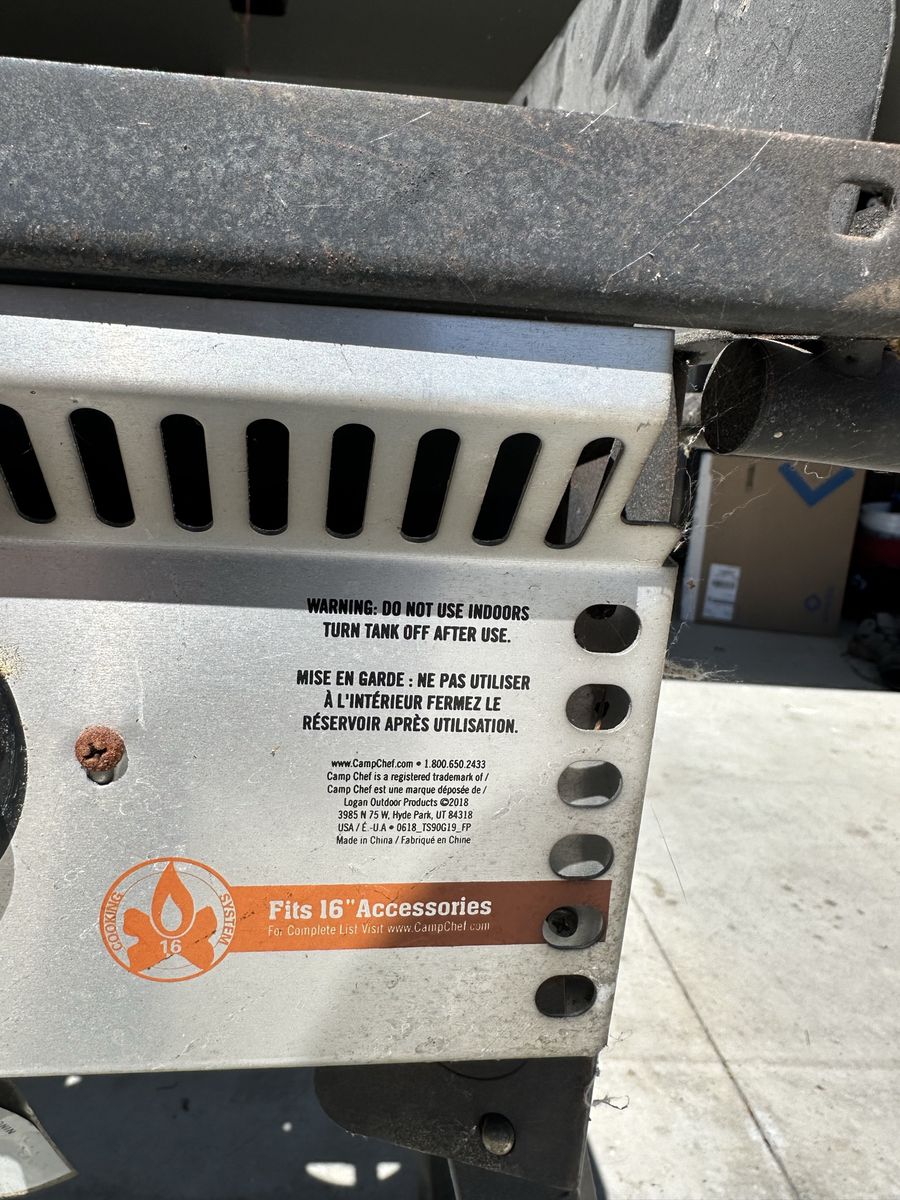 WARNING: DO NOT USE INDOORS
TURN TANK OFF AFTER USE.
MISE EN GARDE : NE PAS UTILISER
À L'INTÉRIEUR FERMEZ LE
RÉSERVOIR APRÈS UTILISATION.
www.CampChef.com • 1.800.650.2433
Camp Chef is a registered trademark of /
Camp Chef est une marque déposée de /
Logan Outdoor Products ©2018
3985 N 75 W, Hyde Park, UT 84318
USA / É.-U.A • 0618_TS90G19_FP
Made in China / Fabriqué en Chine
COOKING SYSTEM
16
Fits 16" Accessories
For Complete List Visit www.CampChef.com